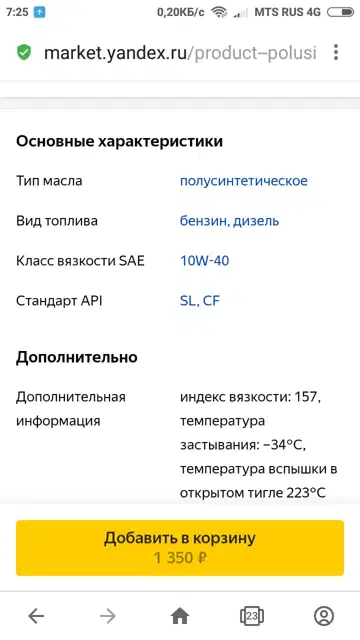 7:25 0,20КБ/с MTS RUS 4G
market.yandex.ru/product--polusi
Основные характеристики
Тип масла полусинтетическое
Вид топлива бензин, дизель
Класс вязкости SAE 10W-40
Стандарт API SL, CF
Дополнительно
Дополнительная индекс вязкости: 157,
информация температура
застывания: −34°C,
температура вспышки в
открытом тигле 223°C
Добавить в корзину
1 350 ₽
23